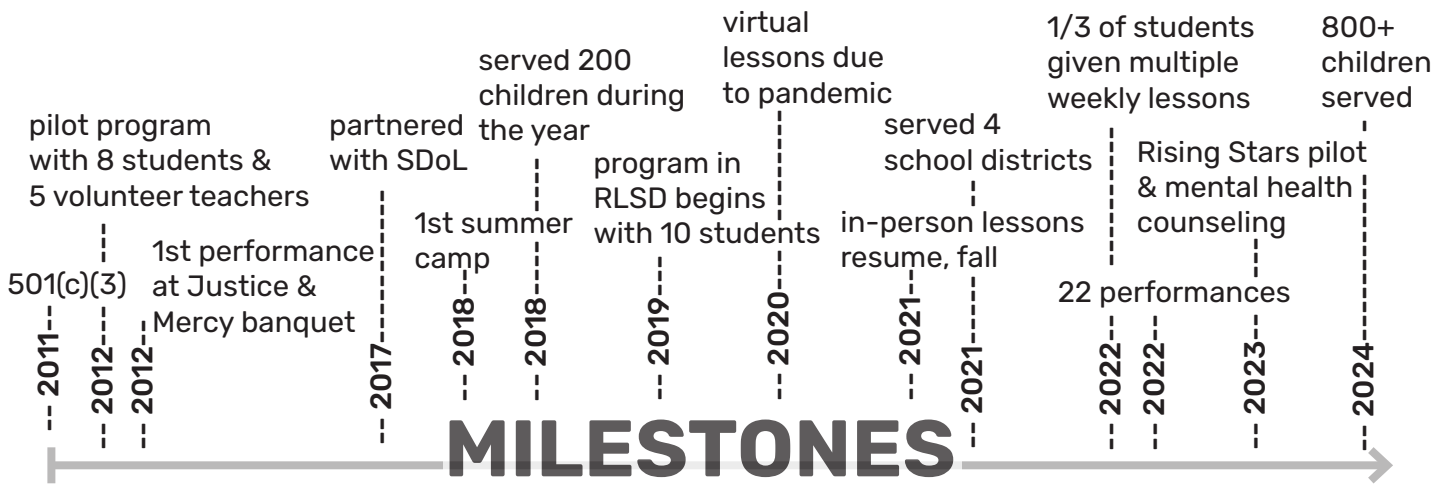 501(c)(3)
2011
pilot program
with 8 students &
5 volunteer teachers
2012
1st performance
at Justice &
Mercy banquet
2012
partnered
with SDoL
2017
1st summer
camp
2018
served 200
children during
the year
2018
program in
RLSD begins
with 10 students
2019
virtual
lessons due
to pandemic
2020
in-person lessons
resume, fall
2021
served 4
school districts
2021
1/3 of students
given multiple
weekly lessons
2022
22 performances
2022
Rising Stars pilot
& mental health
counseling
2023
800+
children
served
2024
MILESTONES